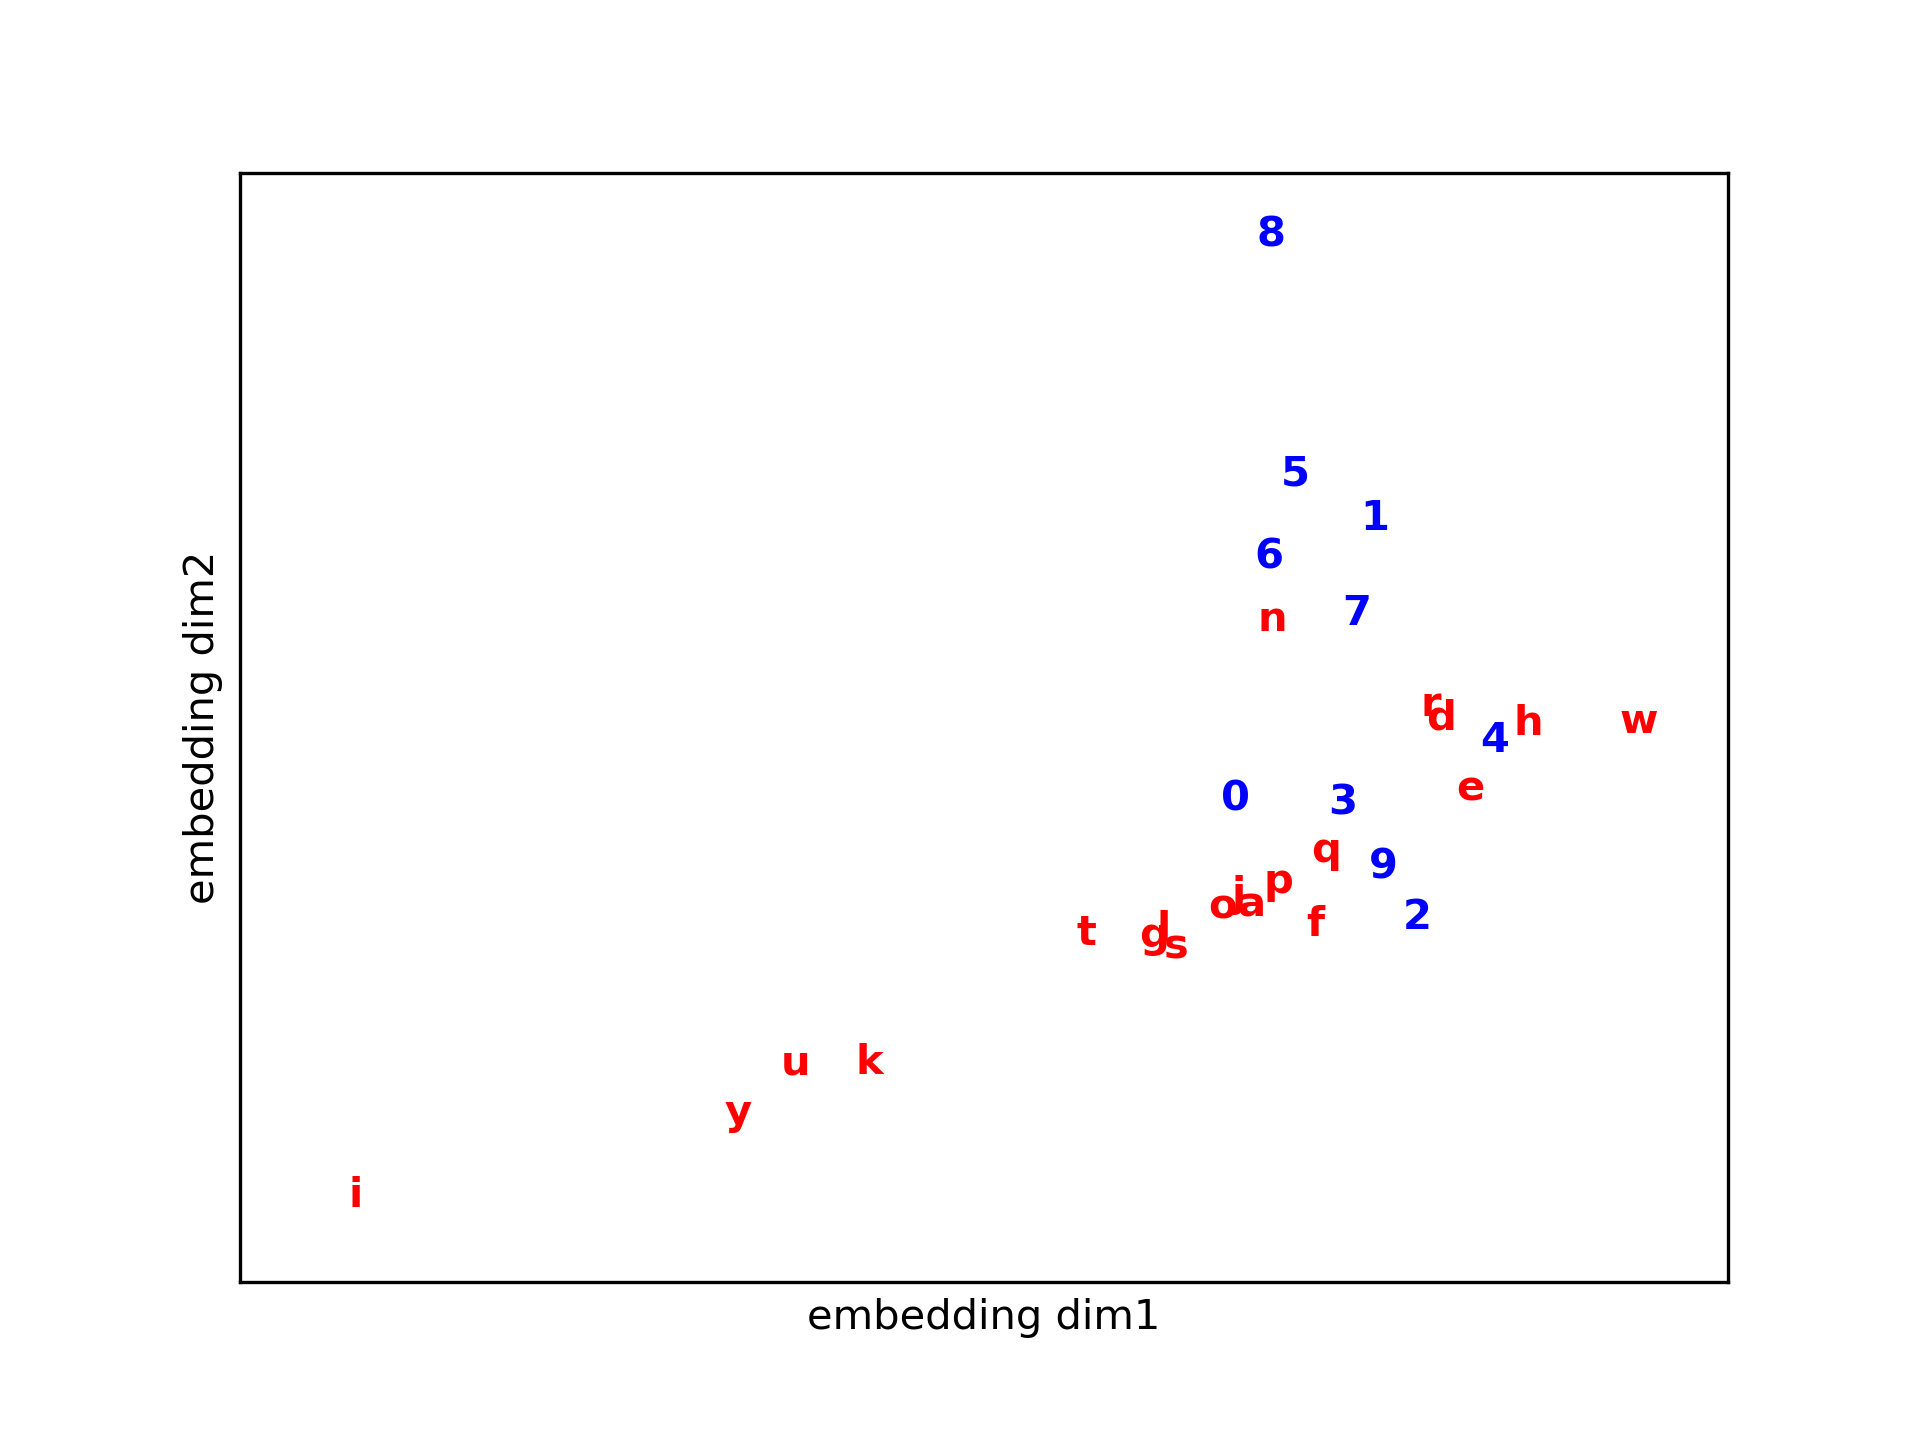 8
5
1
6
n 7
r
d h w
4
0 3 e
q
9
j p
o a
l f 2
t g s
u k
y
i
embedding dim2
embedding dim1